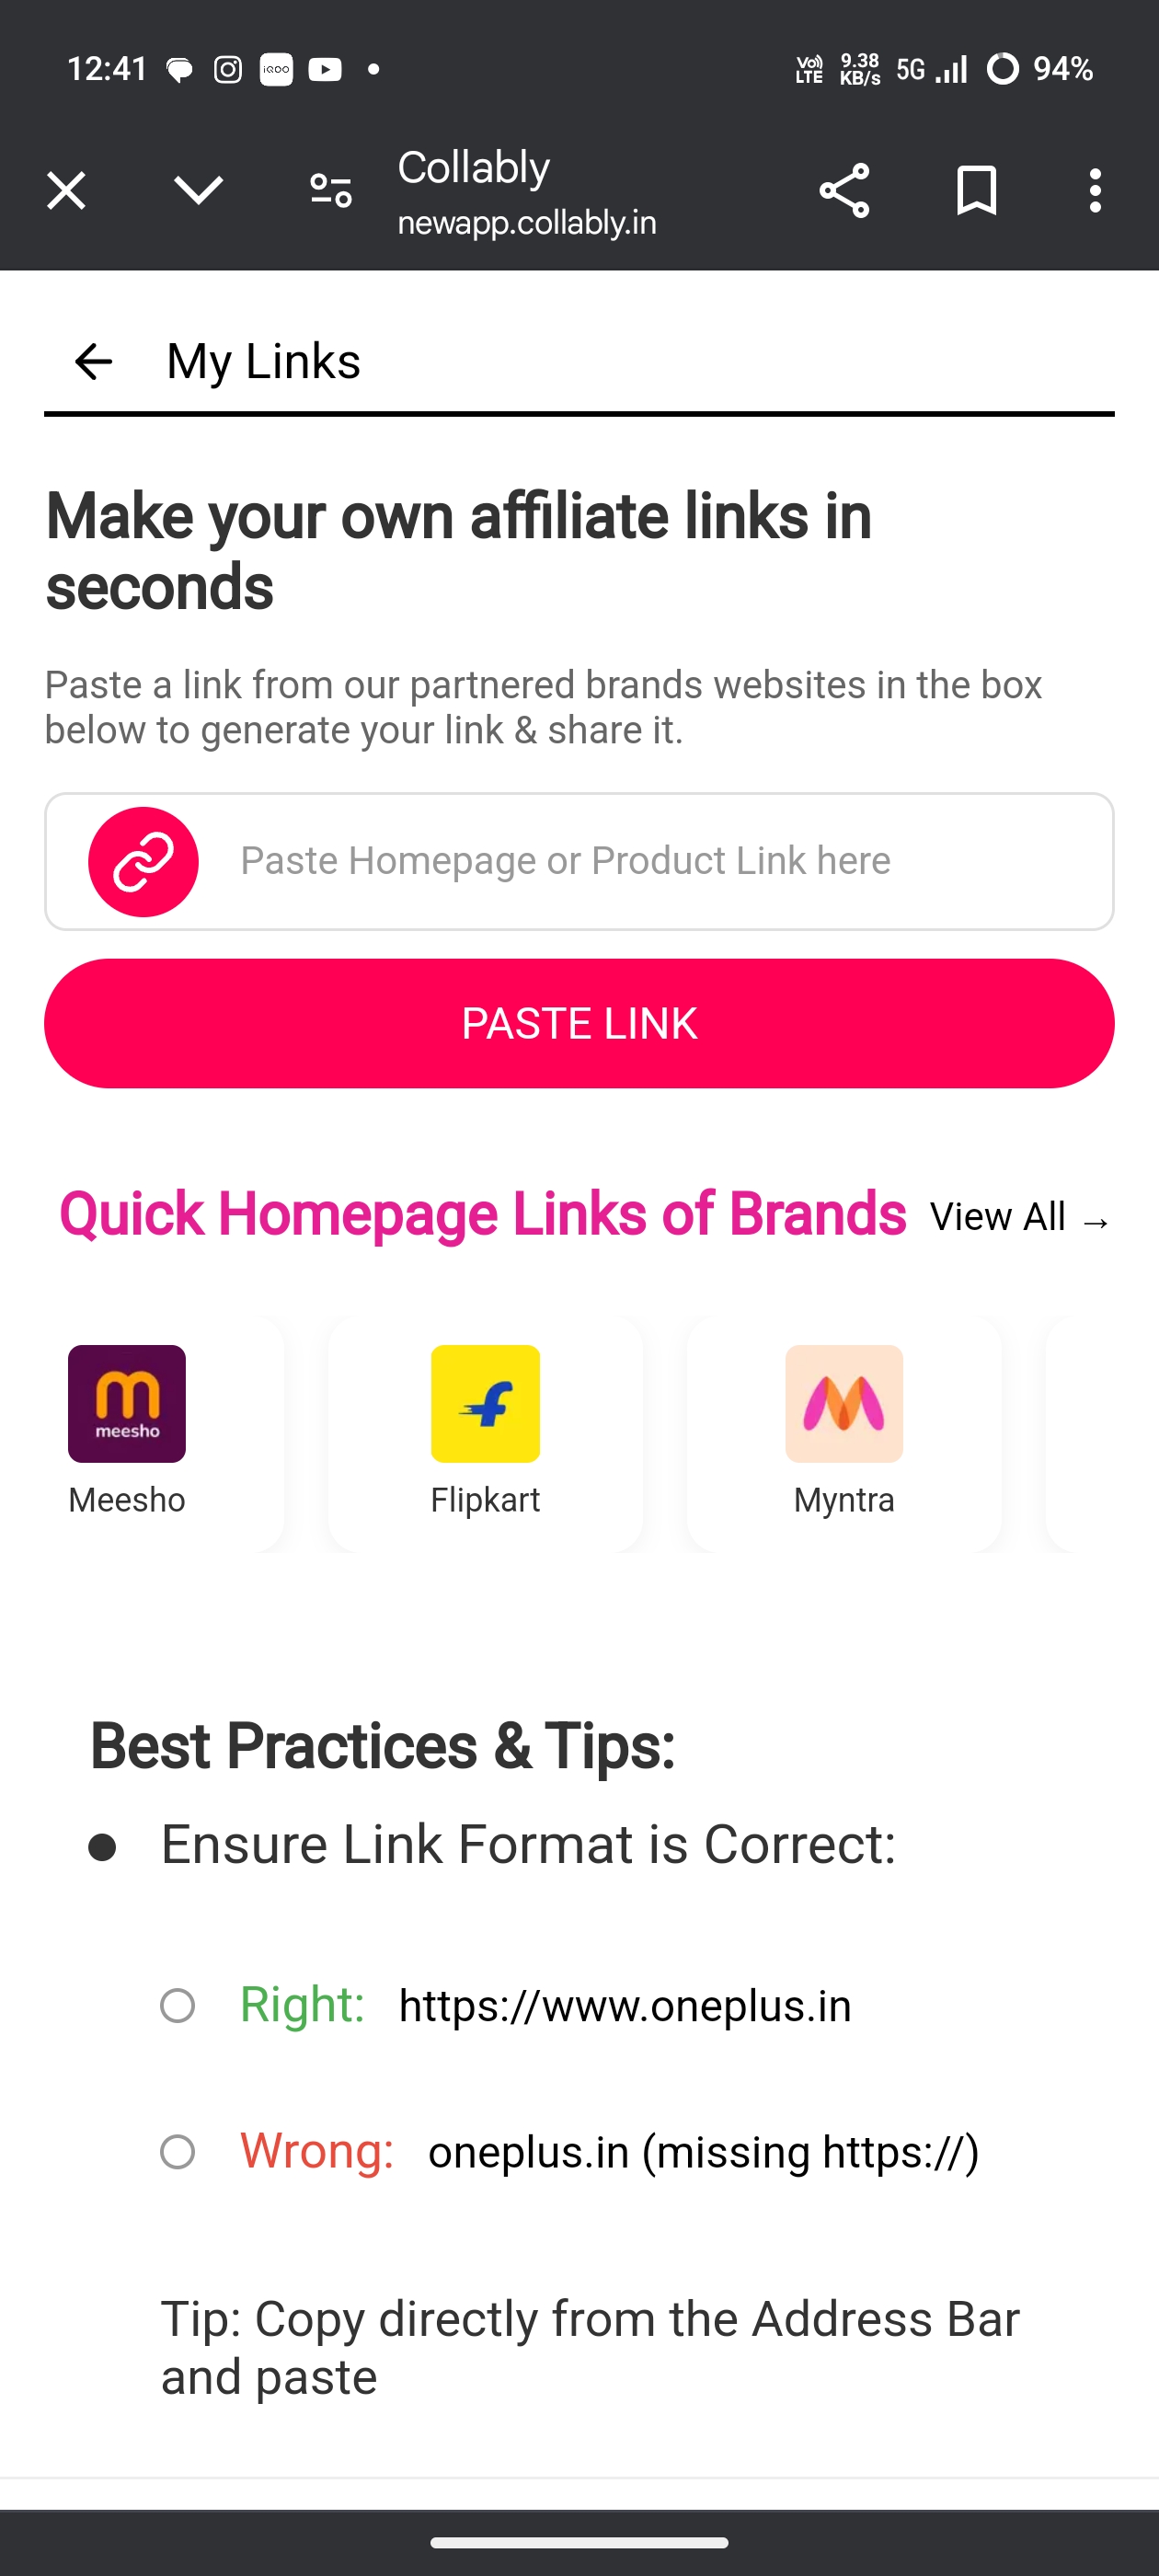 12:41
iQOO
Vo))
LTE
9.38
KB/s
5G
94%
Collably
newapp.collably.in
My Links
Make your own affiliate links in
seconds
Paste a link from our partnered brands websites in the box
below to generate your link & share it.
Paste Homepage or Product Link here
PASTE LINK
Quick Homepage Links of Brands
View All →
meesho
Meesho
Flipkart
Myntra
Best Practices & Tips:
Ensure Link Format is Correct:
Right: https://www.oneplus.in
Wrong: oneplus.in (missing https://)
Tip: Copy directly from the Address Bar
and paste